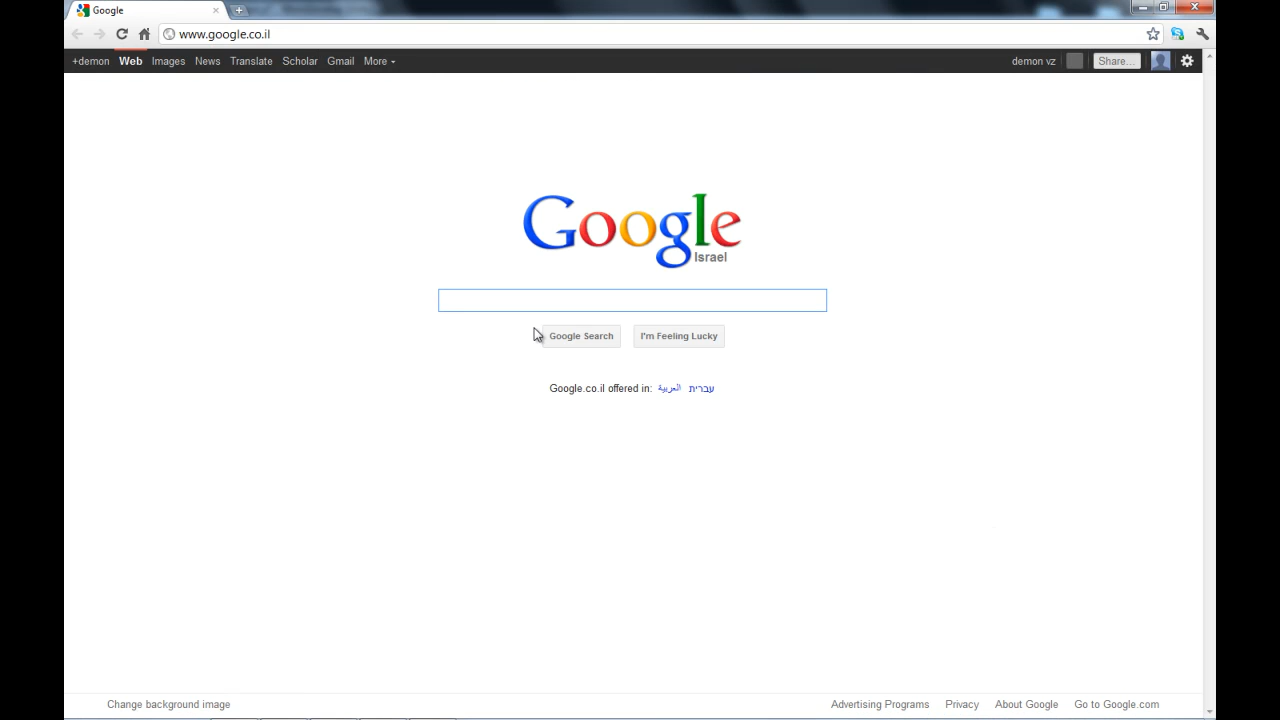 Google
www.google.co.il
+demon Web Images News Translate Scholar Gmail More demon vz Share...
Google
Israel
Google Search I'm Feeling Lucky
Google.co.il offered in: العربية עברית
Change background image Advertising Programs Privacy About Google Go to Google.com